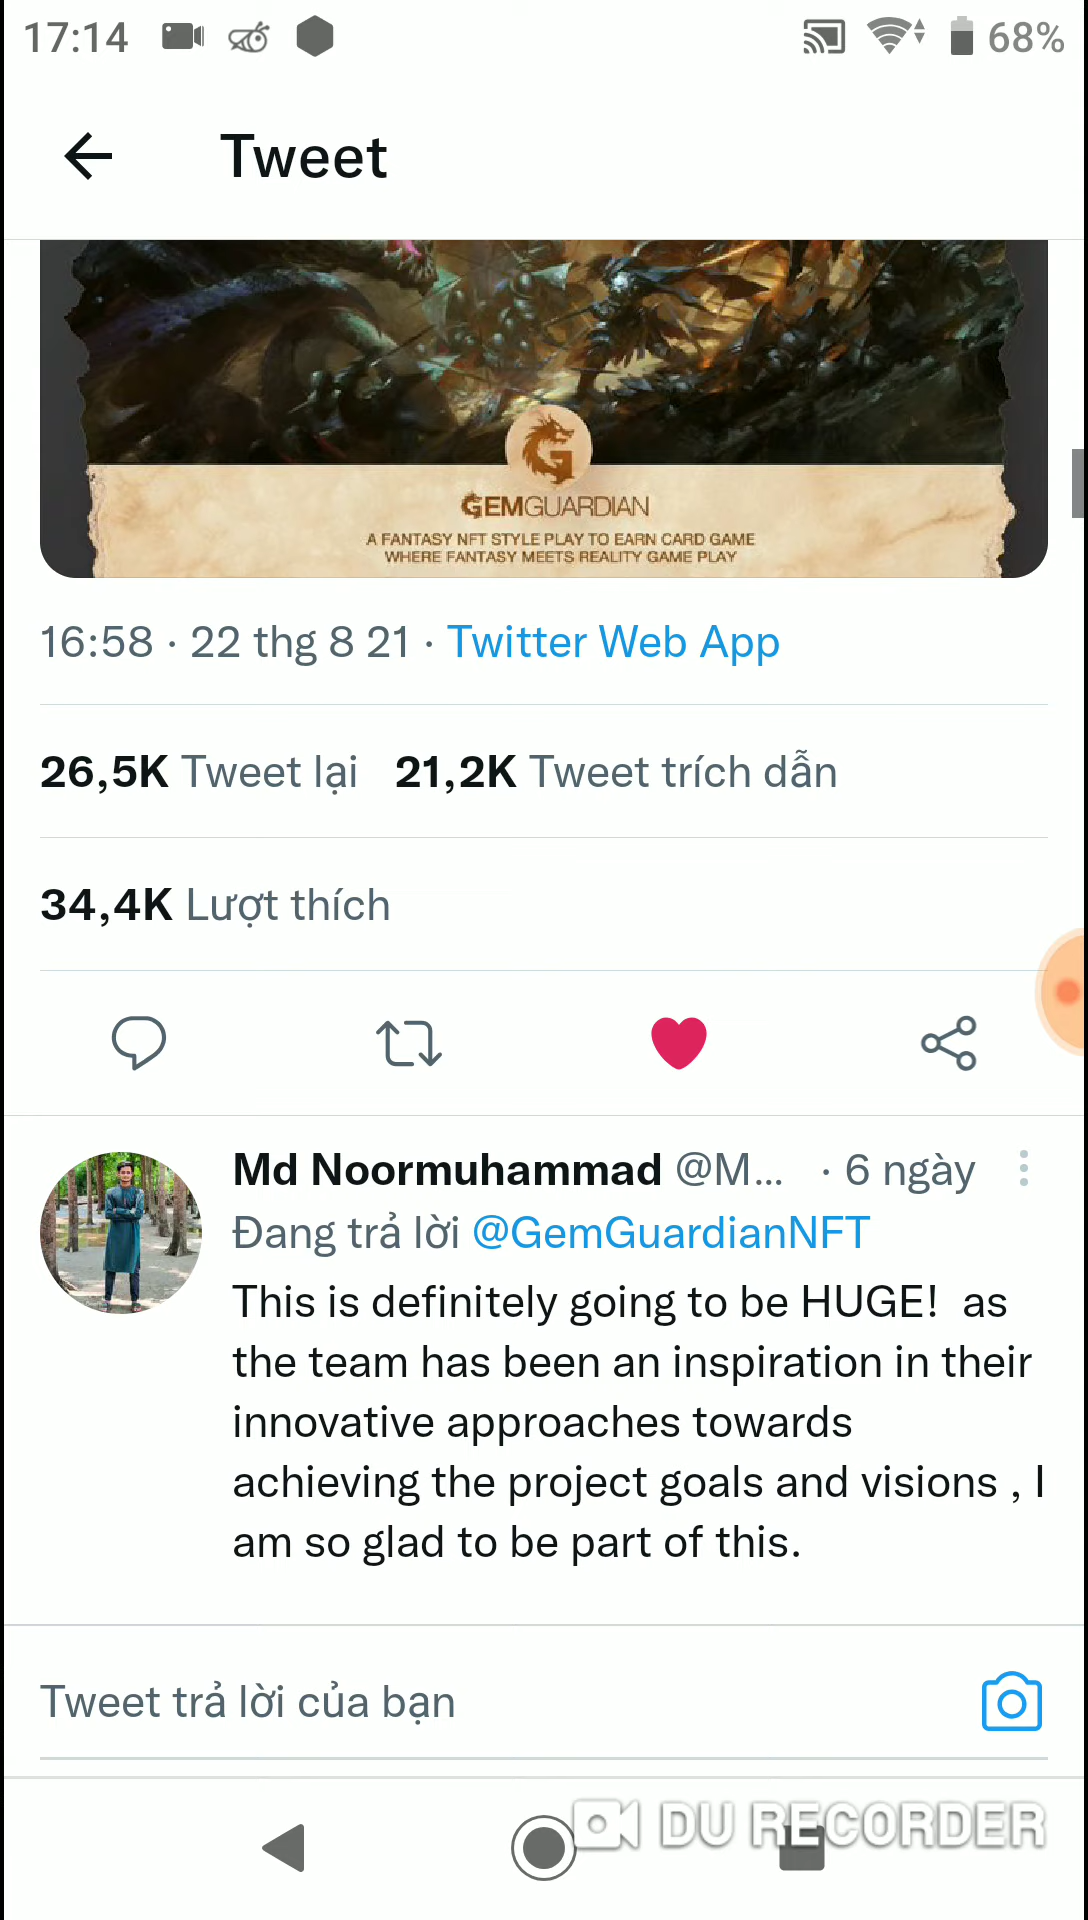 17:14
68%
Tweet
GEMGUARDIAN
A FANTASY NFT STYLE PLAY TO EARN CARD GAME
WHERE FANTASY MEETS REALITY GAME PLAY
16:58 · 22 thg 8 21 · Twitter Web App
26,5K Tweet lại 21,2K Tweet trích dẫn
34,4K Lượt thích
Md Noormuhammad @M... · 6 ngày
Đang trả lời @GemGuardianNFT
This is definitely going to be HUGE! as
the team has been an inspiration in their
innovative approaches towards
achieving the project goals and visions , I
am so glad to be part of this.
Tweet trả lời của bạn
DU RECORDER